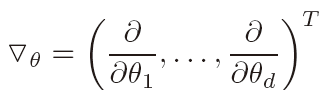 ∇_θ = (∂/∂θ_1, . . . , ∂/∂θ_d)^T